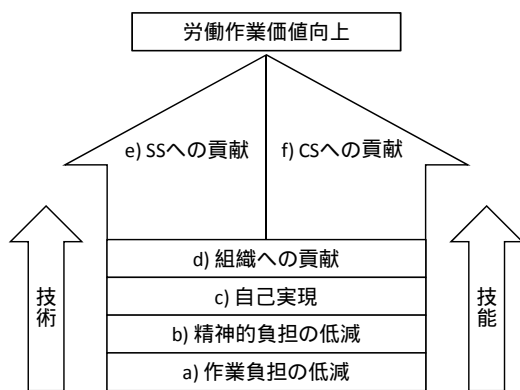 労働作業価値向上
e) SSへの貢献
f) CSへの貢献
d) 組織への貢献
c) 自己実現
b) 精神的負担の低減
a) 作業負担の低減
技術
技能